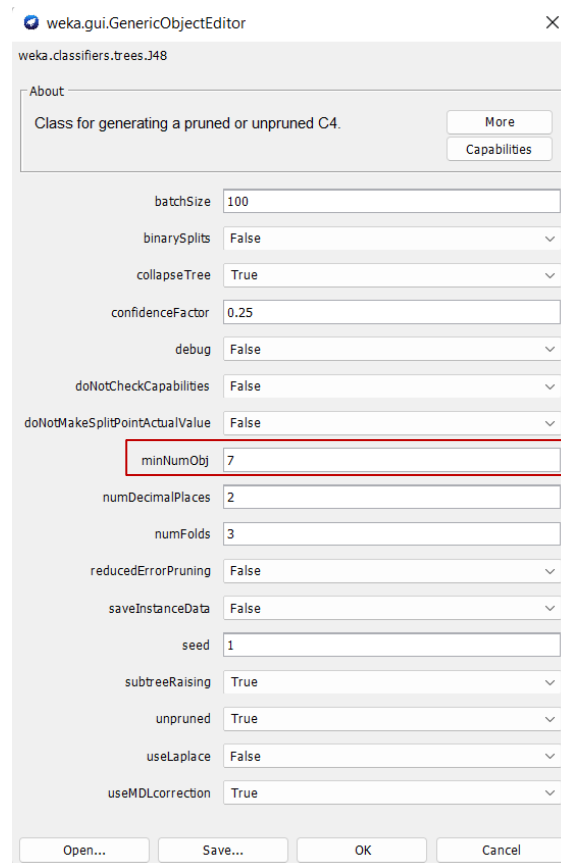 weka.gui.GenericObjectEditor
weka.classifiers.trees.J48
About
Class for generating a pruned or unpruned C4.
More
Capabilities
batchSize 100
binarySplits False
collapseTree True
confidenceFactor 0.25
debug False
doNotCheckCapabilities False
doNotMakeSplitPointActualValue False
minNumObj 7
numDecimalPlaces 2
numFolds 3
reducedErrorPruning False
saveInstanceData False
seed 1
subtreeRaising True
unpruned True
useLaplace False
useMDLcorrection True
Open... Save... OK Cancel